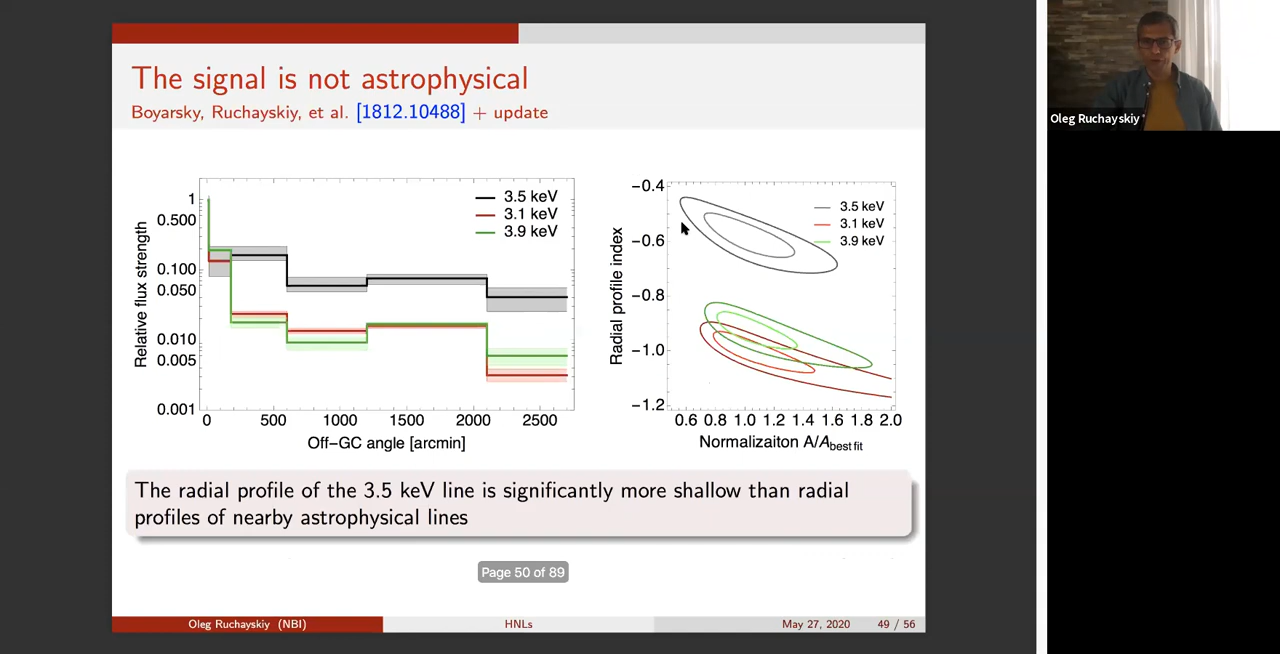 The signal is not astrophysical
Boyarsky, Ruchayskiy, et al. [1812.10488] + update
Oleg Ruchayskiy
Relative flux strength
1
0.500
0.100
0.050
0.010
0.005
0.001
3.5 keV
3.1 keV
3.9 keV
0 500 1000 1500 2000 2500
Off-GC angle [arcmin]
Radial profile index
-0.4
-0.6
-0.8
-1.0
-1.2
3.5 keV
3.1 keV
3.9 keV
0.6 0.8 1.0 1.2 1.4 1.6 1.8 2.0
Normalizaiton A/A best fit
The radial profile of the 3.5 keV line is significantly more shallow than radial
profiles of nearby astrophysical lines
Page 50 of 89
Oleg Ruchayskiy (NBI) HNLs May 27, 2020 49 / 56